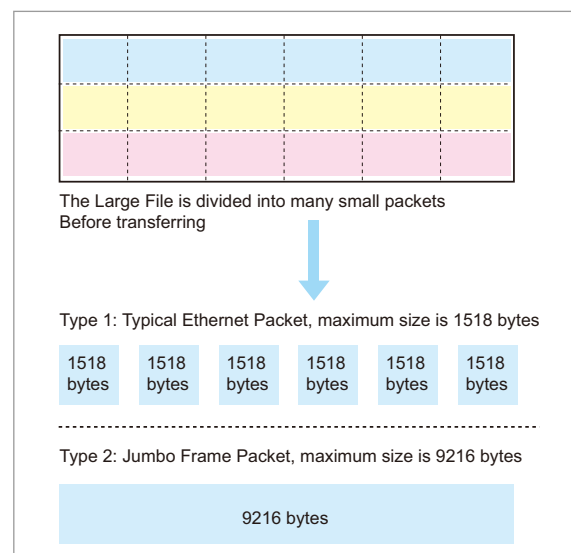 The Large File is divided into many small packets
Before transferring
Type 1: Typical Ethernet Packet, maximum size is 1518 bytes
1518 1518 1518 1518 1518 1518
bytes bytes bytes bytes bytes bytes
Type 2: Jumbo Frame Packet, maximum size is 9216 bytes
9216 bytes